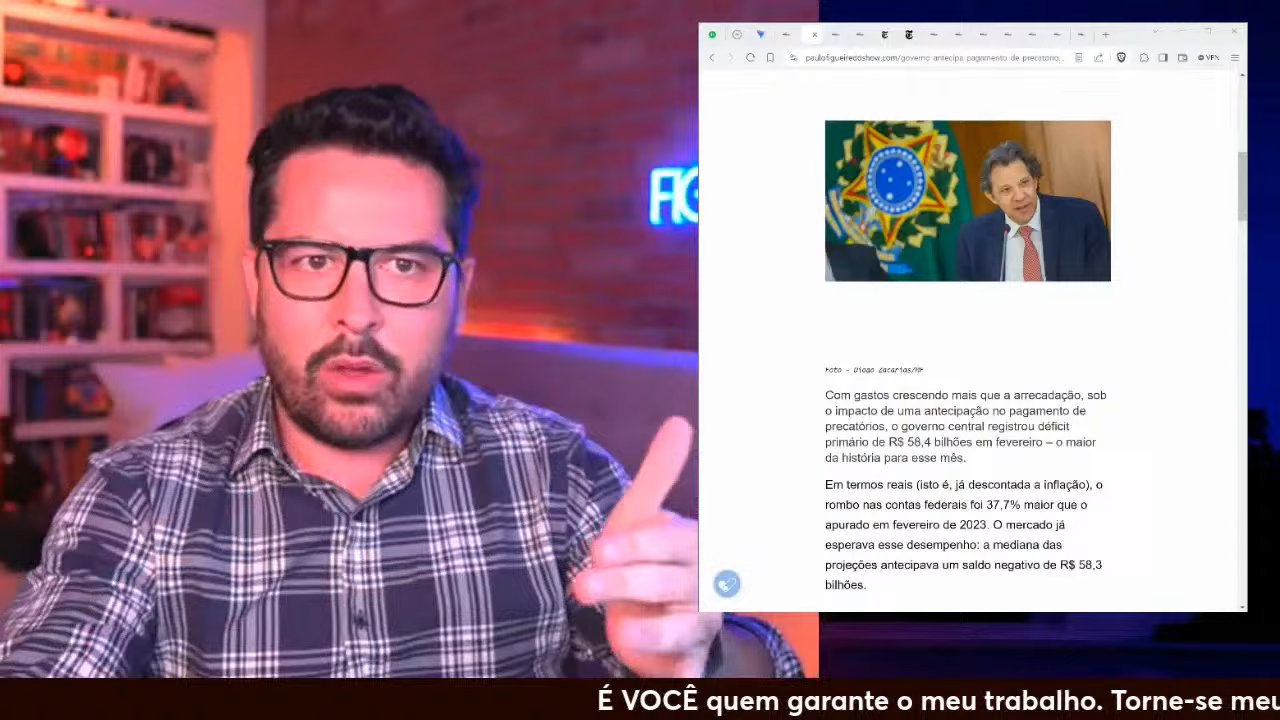 FIG
paulofigueiredoshow.com/governo-antecipa-pagamento-de-precatorio...
VPN
Foto - Diogo Zacarias/MF
Com gastos crescendo mais que a arrecadação, sob
o impacto de uma antecipação no pagamento de
precatórios, o governo central registrou déficit
primário de R$ 58,4 bilhões em fevereiro – o maior
da história para esse mês.
Em termos reais (isto é, já descontada a inflação), o
rombo nas contas federais foi 37,7% maior que o
apurado em fevereiro de 2023. O mercado já
esperava esse desempenho: a mediana das
projeções antecipava um saldo negativo de R$ 58,3
bilhões.
É VOCÊ quem garante o meu trabalho. Torne-se meu